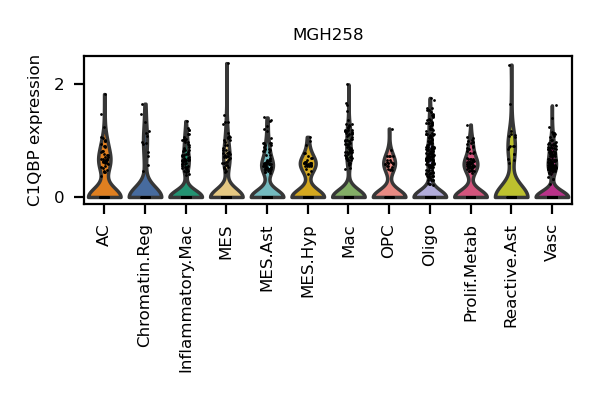 MGH258
C1QBP expression
2
0
AC
Chromatin.Reg
Inflammatory.Mac
MES
MES.Ast
MES.Hyp
Mac
OPC
Oligo
Prolif.Metab
Reactive.Ast
Vasc